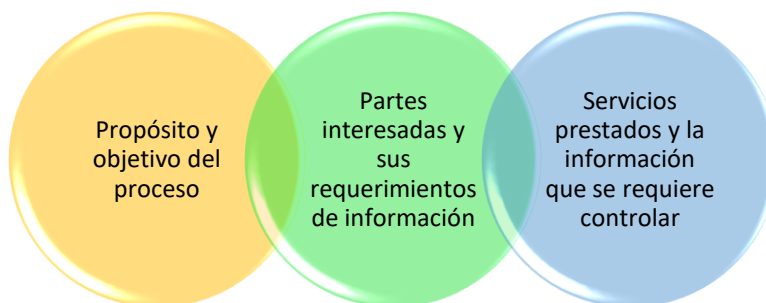 Propósito y
objetivo del
proceso
Partes
interesadas y
sus
requerimientos
de información
Servicios
prestados y la
información
que se requiere
controlar